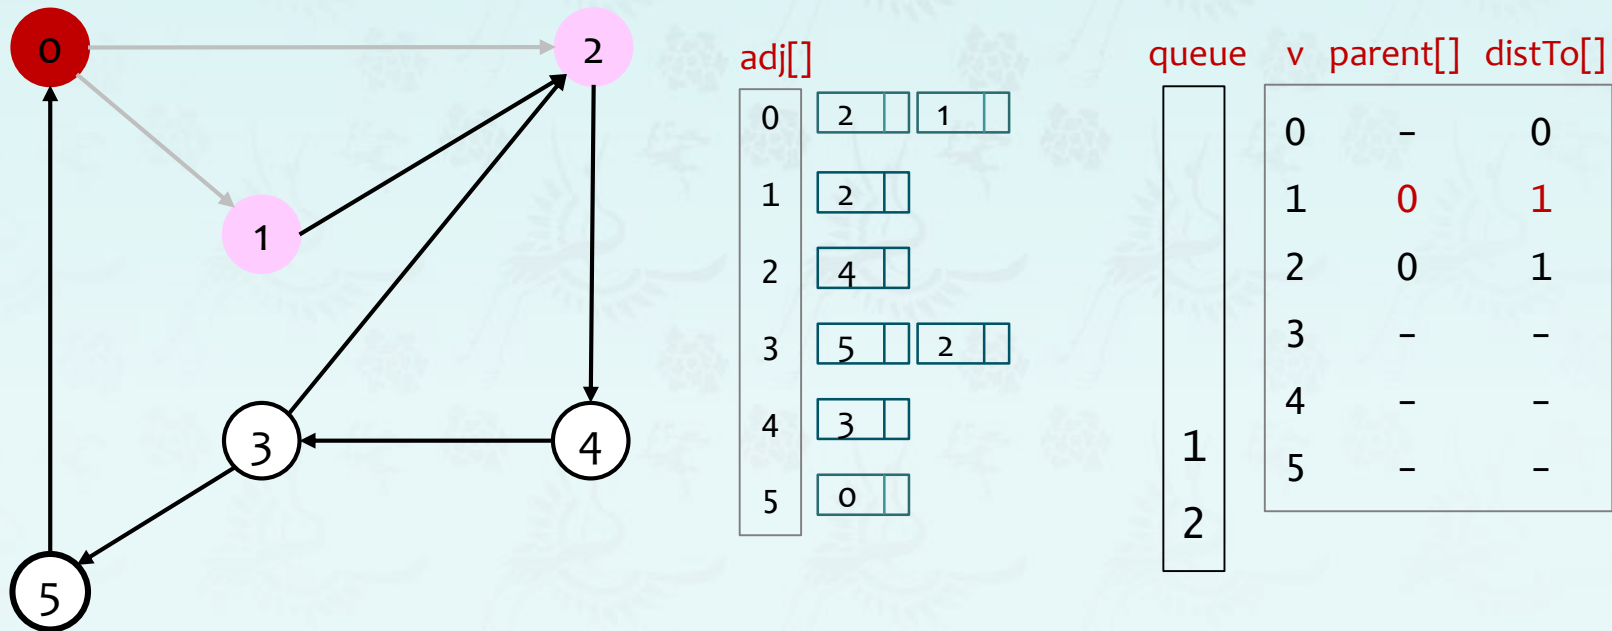 0
2
1
3
4
5
adj[]
0 2 1
1 2
2 4
3 5 2
4 3
5 0
queue
1
2
v parent[] distTo[]
0 – 0
1 0 1
2 0 1
3 – –
4 – –
5 – –